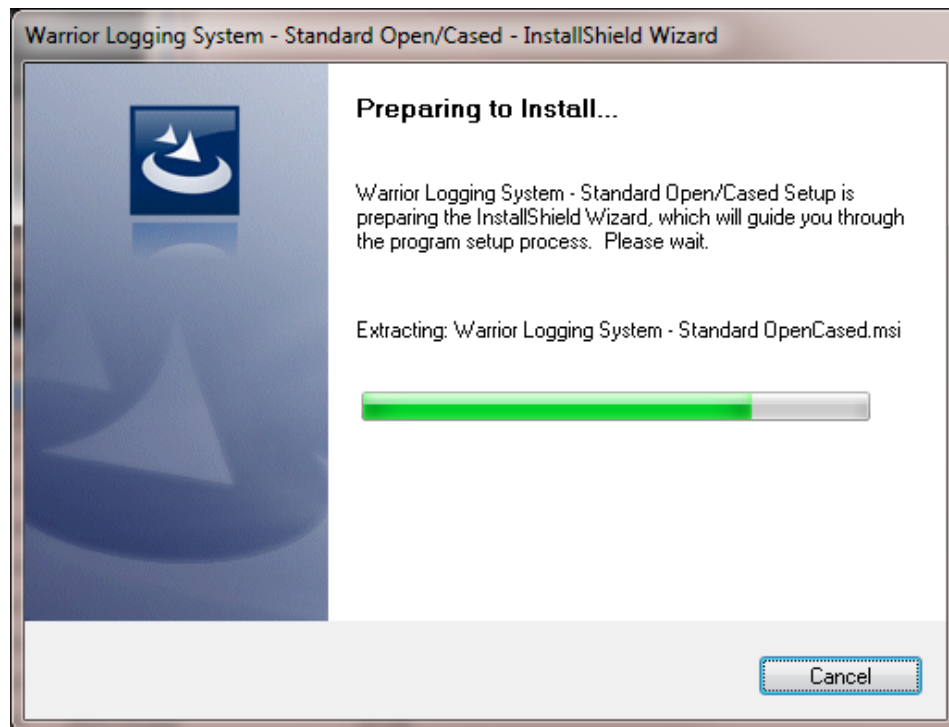 Warrior Logging System - Standard Open/Cased - InstallShield Wizard
Preparing to Install...
Warrior Logging System - Standard Open/Cased Setup is
preparing the InstallShield Wizard, which will guide you through
the program setup process. Please wait.
Extracting: Warrior Logging System - Standard OpenCased.msi
Cancel